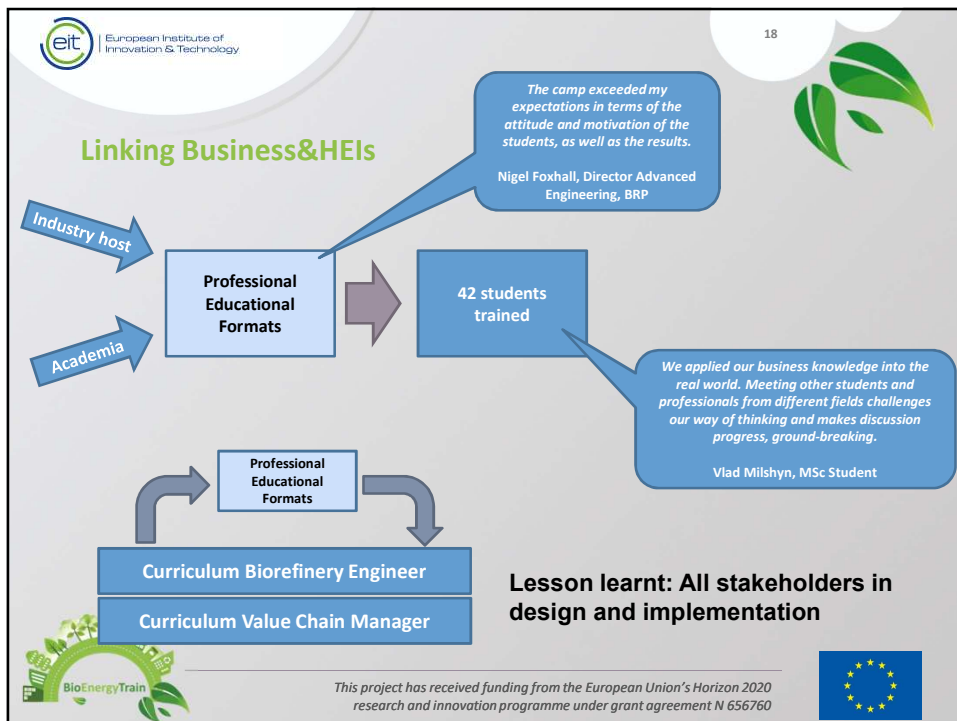 eit
European Institute of
Innovation & Technology
18
Linking Business&HEIs
The camp exceeded my
expectations in terms of the
attitude and motivation of the
students, as well as the results.
Nigel Foxhall, Director Advanced
Engineering, BRP
Industry host
Academia
Professional
Educational
Formats
42 students
trained
We applied our business knowledge into the
real world. Meeting other students and
professionals from different fields challenges
our way of thinking and makes discussion
progress, ground-breaking.
Vlad Milshyn, MSc Student
Professional
Educational
Formats
Curriculum Biorefinery Engineer
Curriculum Value Chain Manager
Lesson learnt: All stakeholders in
design and implementation
BioEnergyTrain
This project has received funding from the European Union’s Horizon 2020
research and innovation programme under grant agreement N 656760